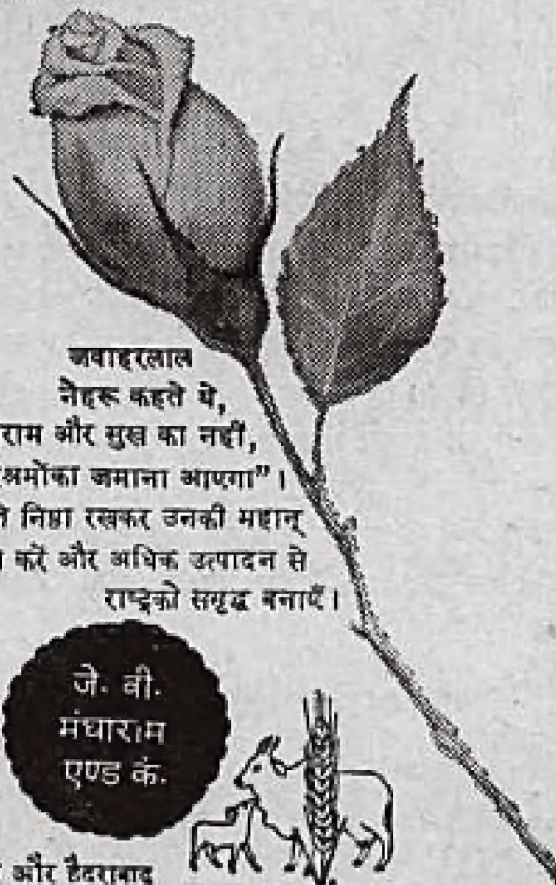 जवाहरलाल
नेहरू कहते थे,
राम और सुख का नहीं,
श्रमोंका जमाना आएगा"।
निष्ठा रखकर उनकी महान्
करें और अधिक उत्पादन से
राष्ट्रको समृद्ध बनाएँ।
जे. बी.
मंघाराम
एण्ड कं.
और हैदराबाद